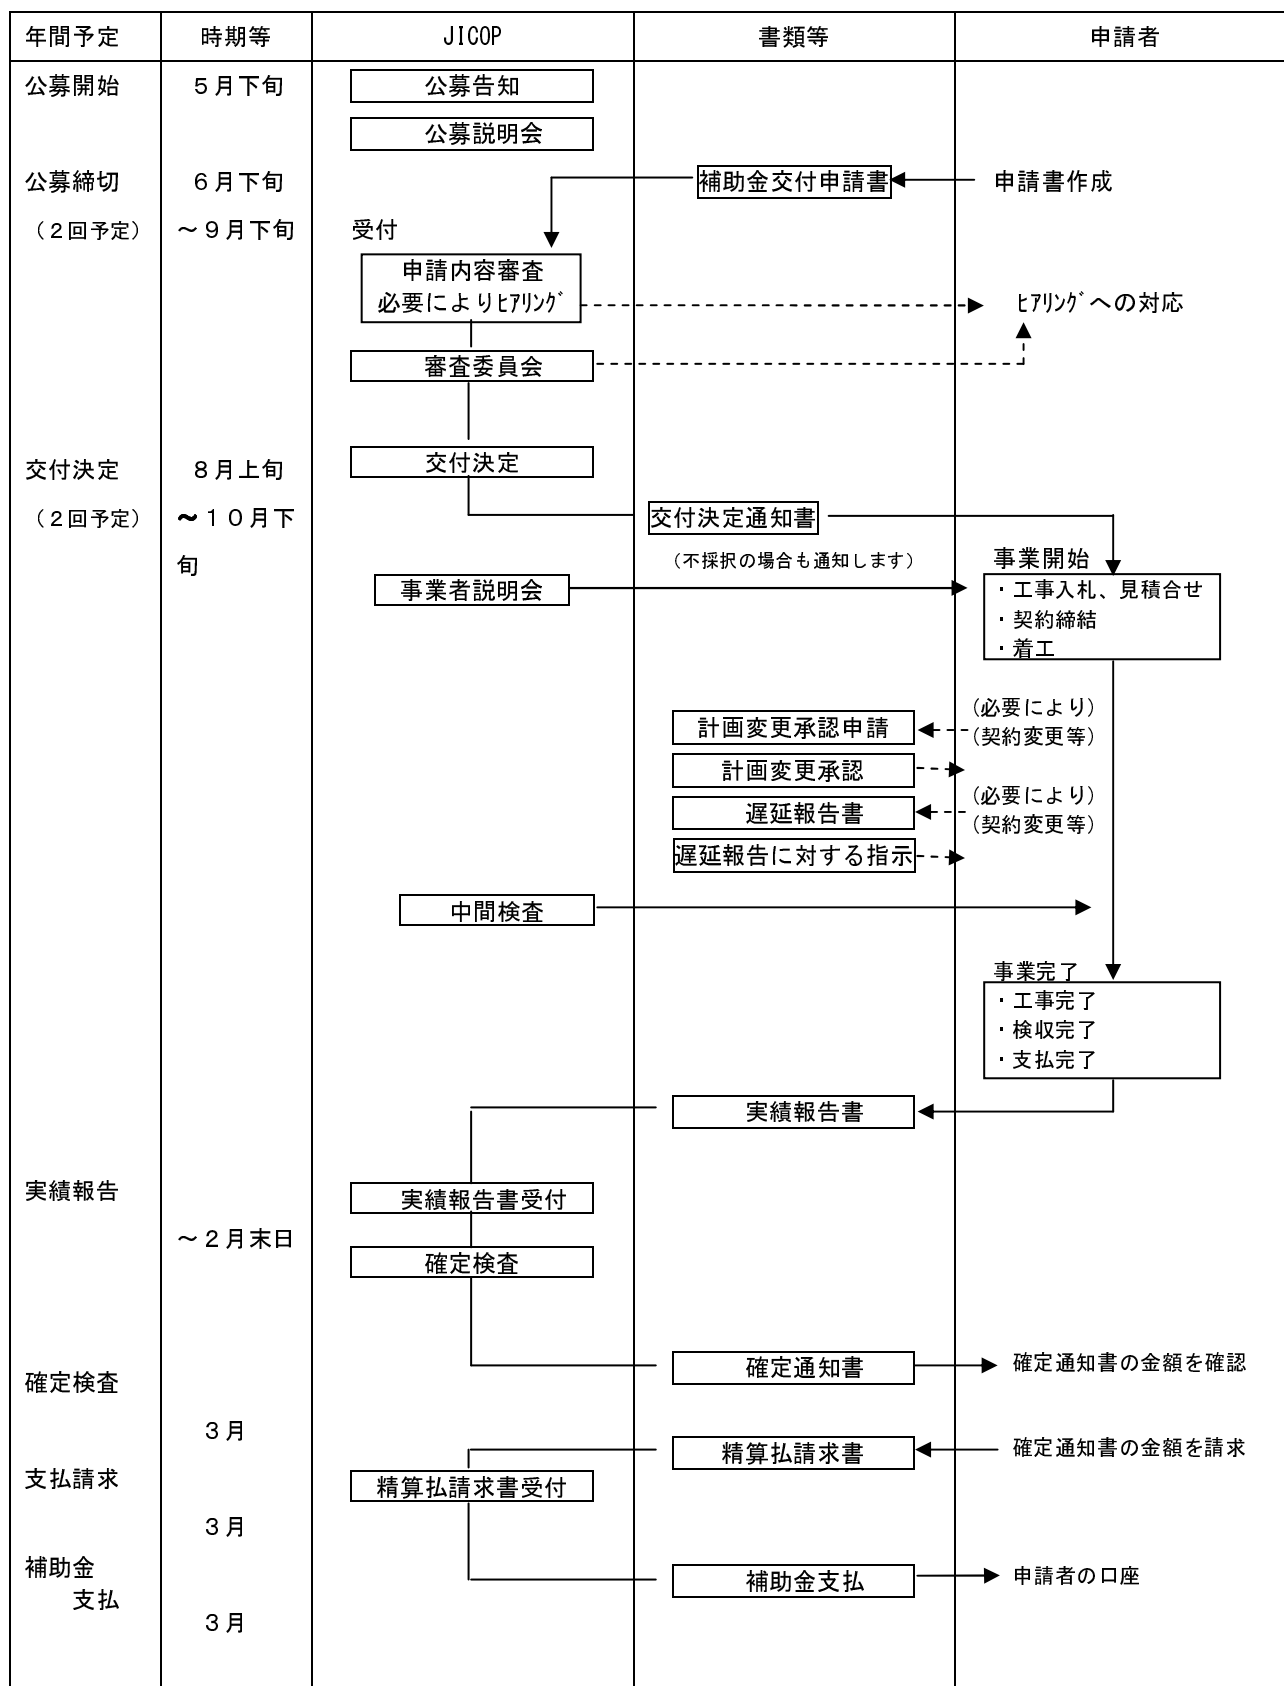 年間予定 時期等 JICOP 書類等 申請者
公募開始 ５月下旬 公募告知
公募説明会
公募締切 ６月下旬 補助金交付申請書 申請書作成
（２回予定） ～９月下旬 受付
申請内容審査
必要によりﾋｱﾘﾝｸﾞ ﾋｱﾘﾝｸﾞへの対応
審査委員会
交付決定 ８月上旬 交付決定
（２回予定） ～１０月下 交付決定通知書
旬 （不採択の場合も通知します） 事業開始
事業者説明会 ・工事入札、見積合せ
・契約締結
・着工
(必要により)
計画変更承認申請 (契約変更等)
計画変更承認
(必要により)
遅延報告書 (契約変更等)
遅延報告に対する指示
中間検査
事業完了
・工事完了
・検収完了
・支払完了
実績報告書
実績報告 実績報告書受付
～２月末日
確定検査
確定通知書 確定通知書の金額を確認
確定検査
３月
精算払請求書 確定通知書の金額を請求
支払請求 精算払請求書受付
３月
補助金 補助金支払 申請者の口座
支払
３月